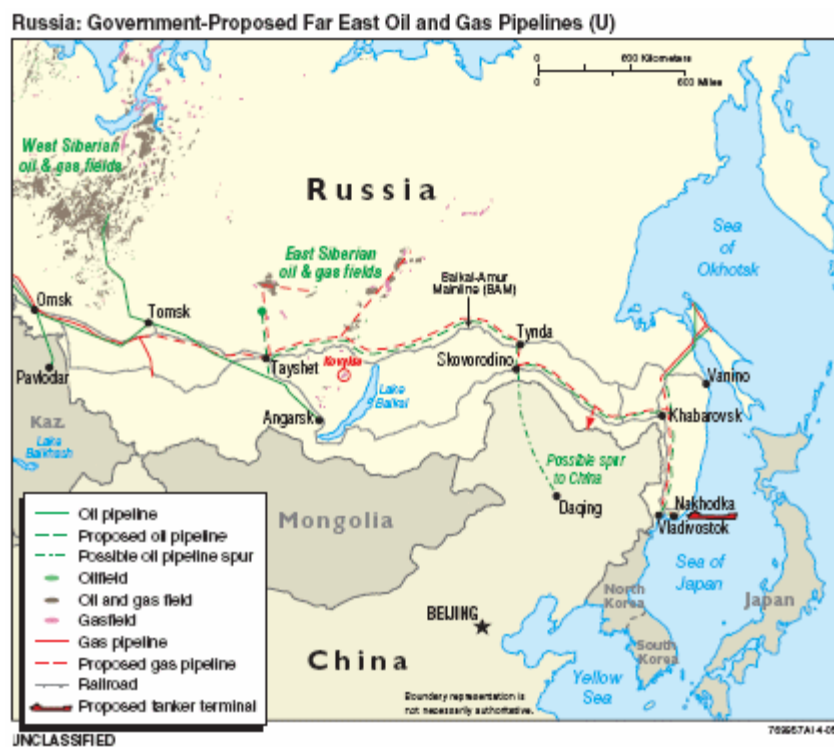 Russia: Government-Proposed Far East Oil and Gas Pipelines (U)
0 600 Kilometers
0 600 Miles
West Siberian
oil & gas fields
Russia
Sea
of
Okhotsk
East Siberian
oil & gas fields
Baikal-Amur
Mainline (BAM)
Omsk
Tomsk
Tynda
Tayshet
Kovykta
Skovorodino
Pavlodar
Vanino
Lake
Baikal
Angarsk
Khabarovsk
Kaz.
Lake
Balkhash
Possible spur
to China
Daqing
Mongolia
Nakhodka
Vladivostok
Sea of
Japan
North
Korea
Japan
South
Korea
BEIJING
China
Yellow
Sea
Oil pipeline
Proposed oil pipeline
Possible oil pipeline spur
Oilfield
Oil and gas field
Gasfield
Gas pipeline
Proposed gas pipeline
Railroad
Proposed tanker terminal
Boundary representation is
not necessarily authoritative.
UNCLASSIFIED